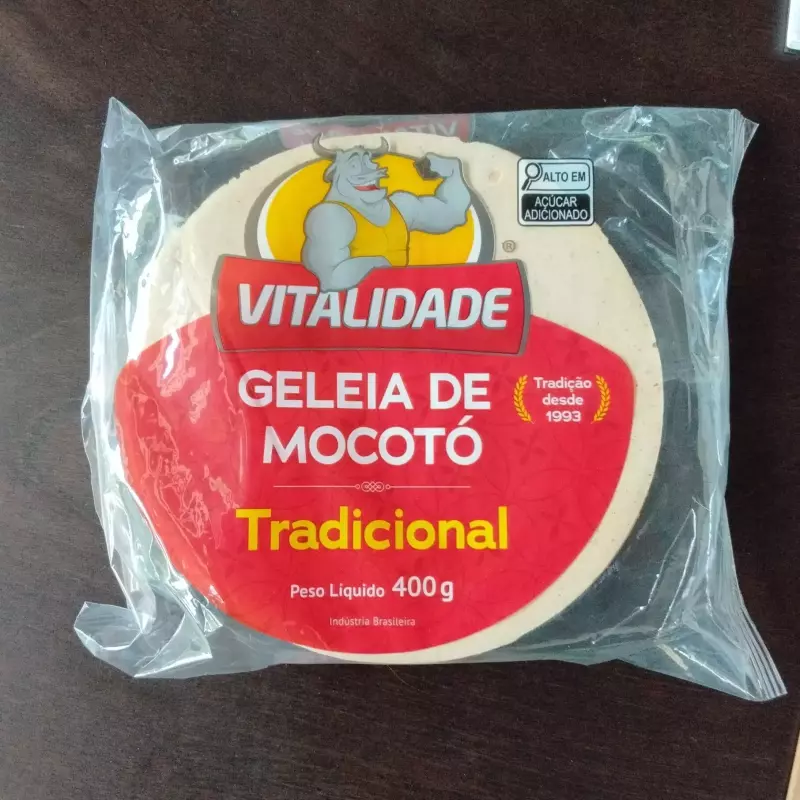 ALTO EM
AÇÚCAR
ADICIONADO
®
VITALIDADE
GELEIA DE
MOCOTÓ
Tradição
desde
1993
Tradicional
Peso Líquido 400g
Indústria Brasileira